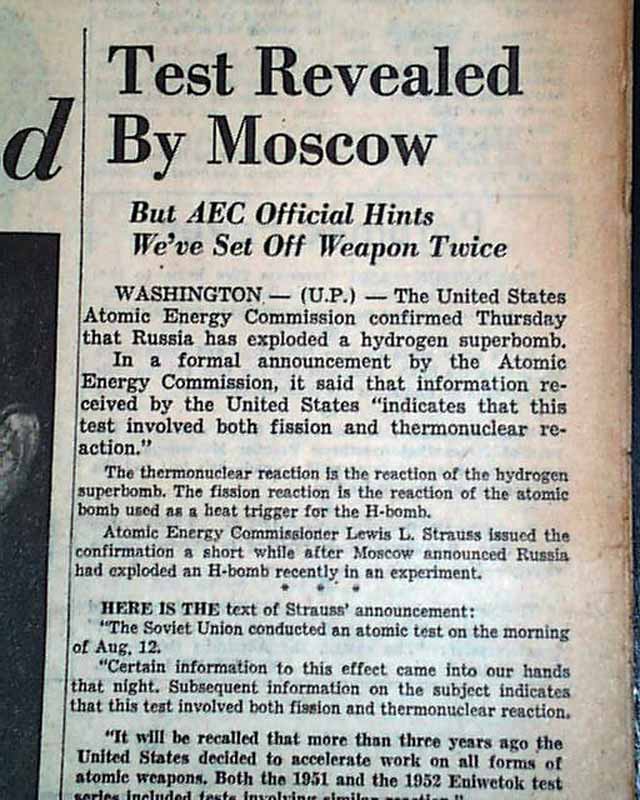 d
Test Revealed
By Moscow
But AEC Official Hints
We've Set Off Weapon Twice
WASHINGTON — (U.P.) — The United States
Atomic Energy Commission confirmed Thursday
that Russia has exploded a hydrogen superbomb.
In a formal announcement by the Atomic
Energy Commission, it said that information re-
ceived by the United States "indicates that this
test involved both fission and thermonuclear re-
action."
The thermonuclear reaction is the reaction of the hydrogen
superbomb. The fission reaction is the reaction of the atomic
bomb used as a heat trigger for the H-bomb.
Atomic Energy Commissioner Lewis L. Strauss issued the
confirmation a short while after Moscow announced Russia
had exploded an H-bomb recently in an experiment.
* * *
HERE IS THE text of Strauss' announcement:
"The Soviet Union conducted an atomic test on the morning
of Aug. 12.
"Certain information to this effect came into our hands
that night. Subsequent information on the subject indicates
that this test involved both fission and thermonuclear reaction.
"It will be recalled that more than three years ago the
United States decided to accelerate work on all forms of
atomic weapons. Both the 1951 and the 1952 Eniwetok test
series included tests involving similar reaction."